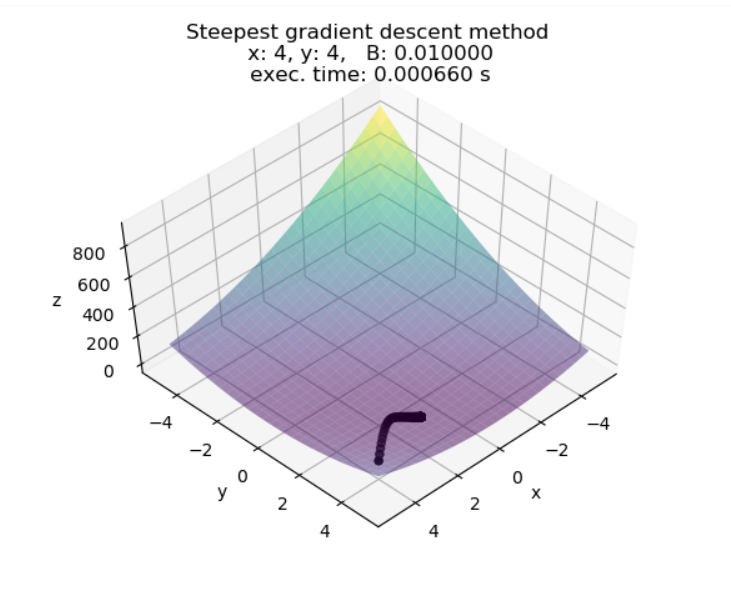 Steepest gradient descent method
x: 4, y: 4,   B: 0.010000
exec. time: 0.000660 s
800
600
z
400
200
0
−4
−4
−2
−2
0
0
y
x
2
2
4
4